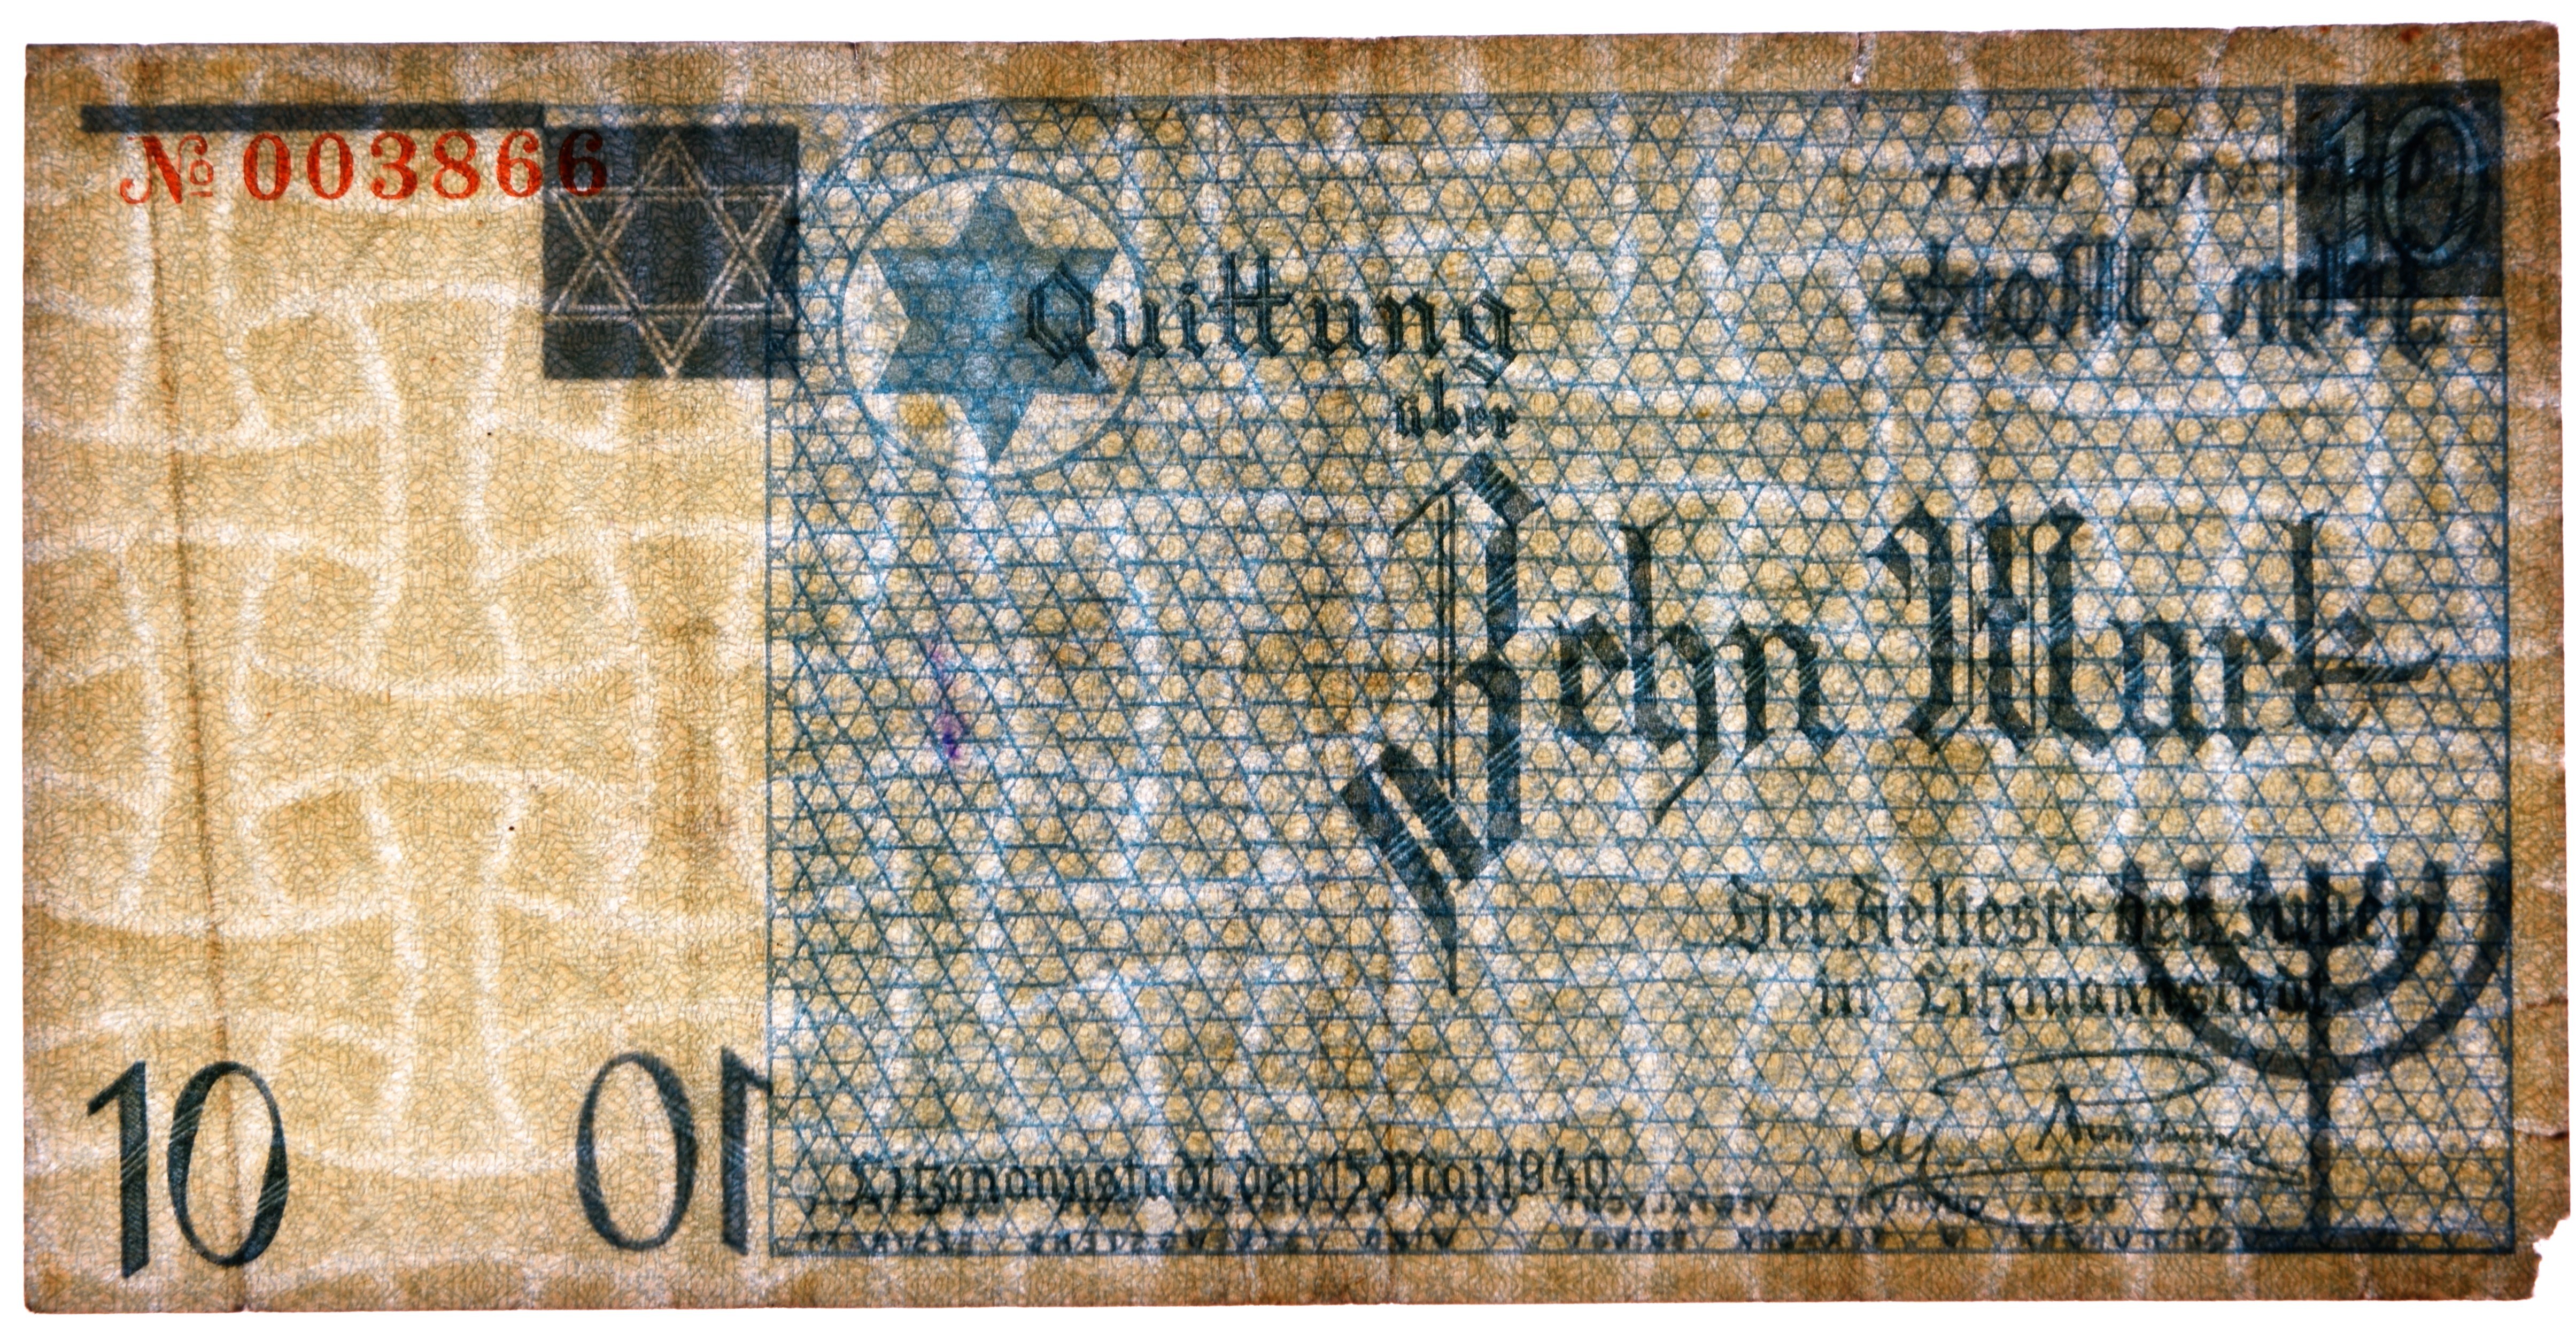 № 003866
10
Quittung
über
Zehn Mark
Der Aelteste der Juden
in Litzmannstadt
Litzmannstadt, den 15. Mai 1940
10 10